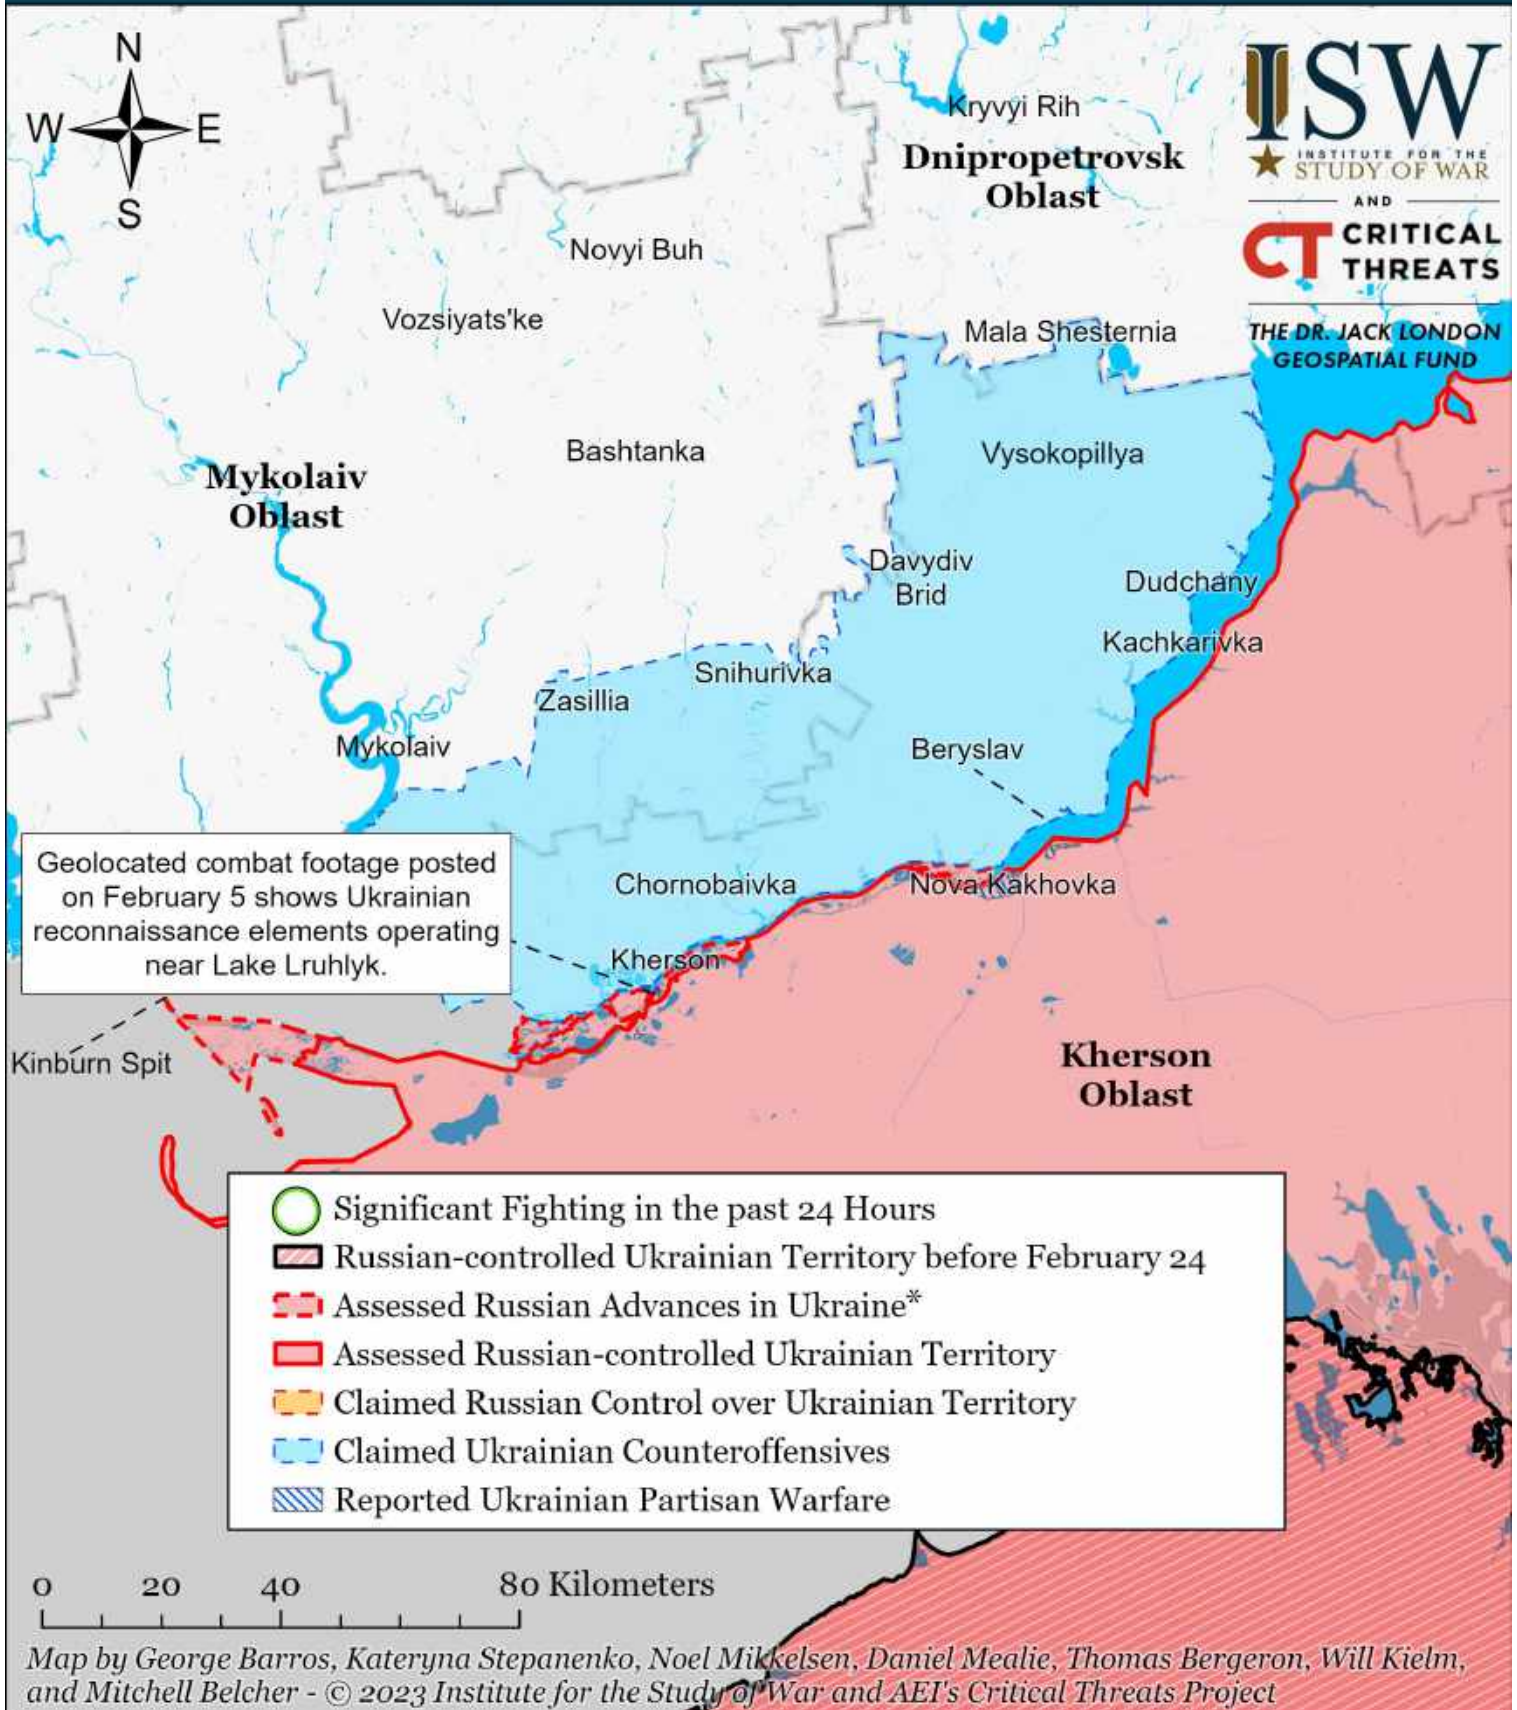 N
W E
S
ISW
INSTITUTE FOR THE
STUDY OF WAR
AND
CT CRITICAL
THREATS
THE DR. JACK LONDON
GEOSPATIAL FUND
Kryvyi Rih
Dnipropetrovsk
Oblast
Novyi Buh
Vozsiyats'ke
Mala Shesternia
Bashtanka
Vysokopillya
Mykolaiv
Oblast
Davydiv
Brid
Dudchany
Kachkarivka
Snihurivka
Zasillia
Mykolaiv
Beryslav
Geolocated combat footage posted
on February 5 shows Ukrainian
reconnaissance elements operating
near Lake Lruhlyk.
Chornobaivka
Nova Kakhovka
Kherson
Kinburn Spit
Kherson
Oblast
Significant Fighting in the past 24 Hours
Russian-controlled Ukrainian Territory before February 24
Assessed Russian Advances in Ukraine*
Assessed Russian-controlled Ukrainian Territory
Claimed Russian Control over Ukrainian Territory
Claimed Ukrainian Counteroffensives
Reported Ukrainian Partisan Warfare
0 20 40 80 Kilometers
Map by George Barros, Kateryna Stepanenko, Noel Mikkelsen, Daniel Mealie, Thomas Bergeron, Will Kielm,
and Mitchell Belcher - © 2023 Institute for the Study of War and AEI's Critical Threats Project